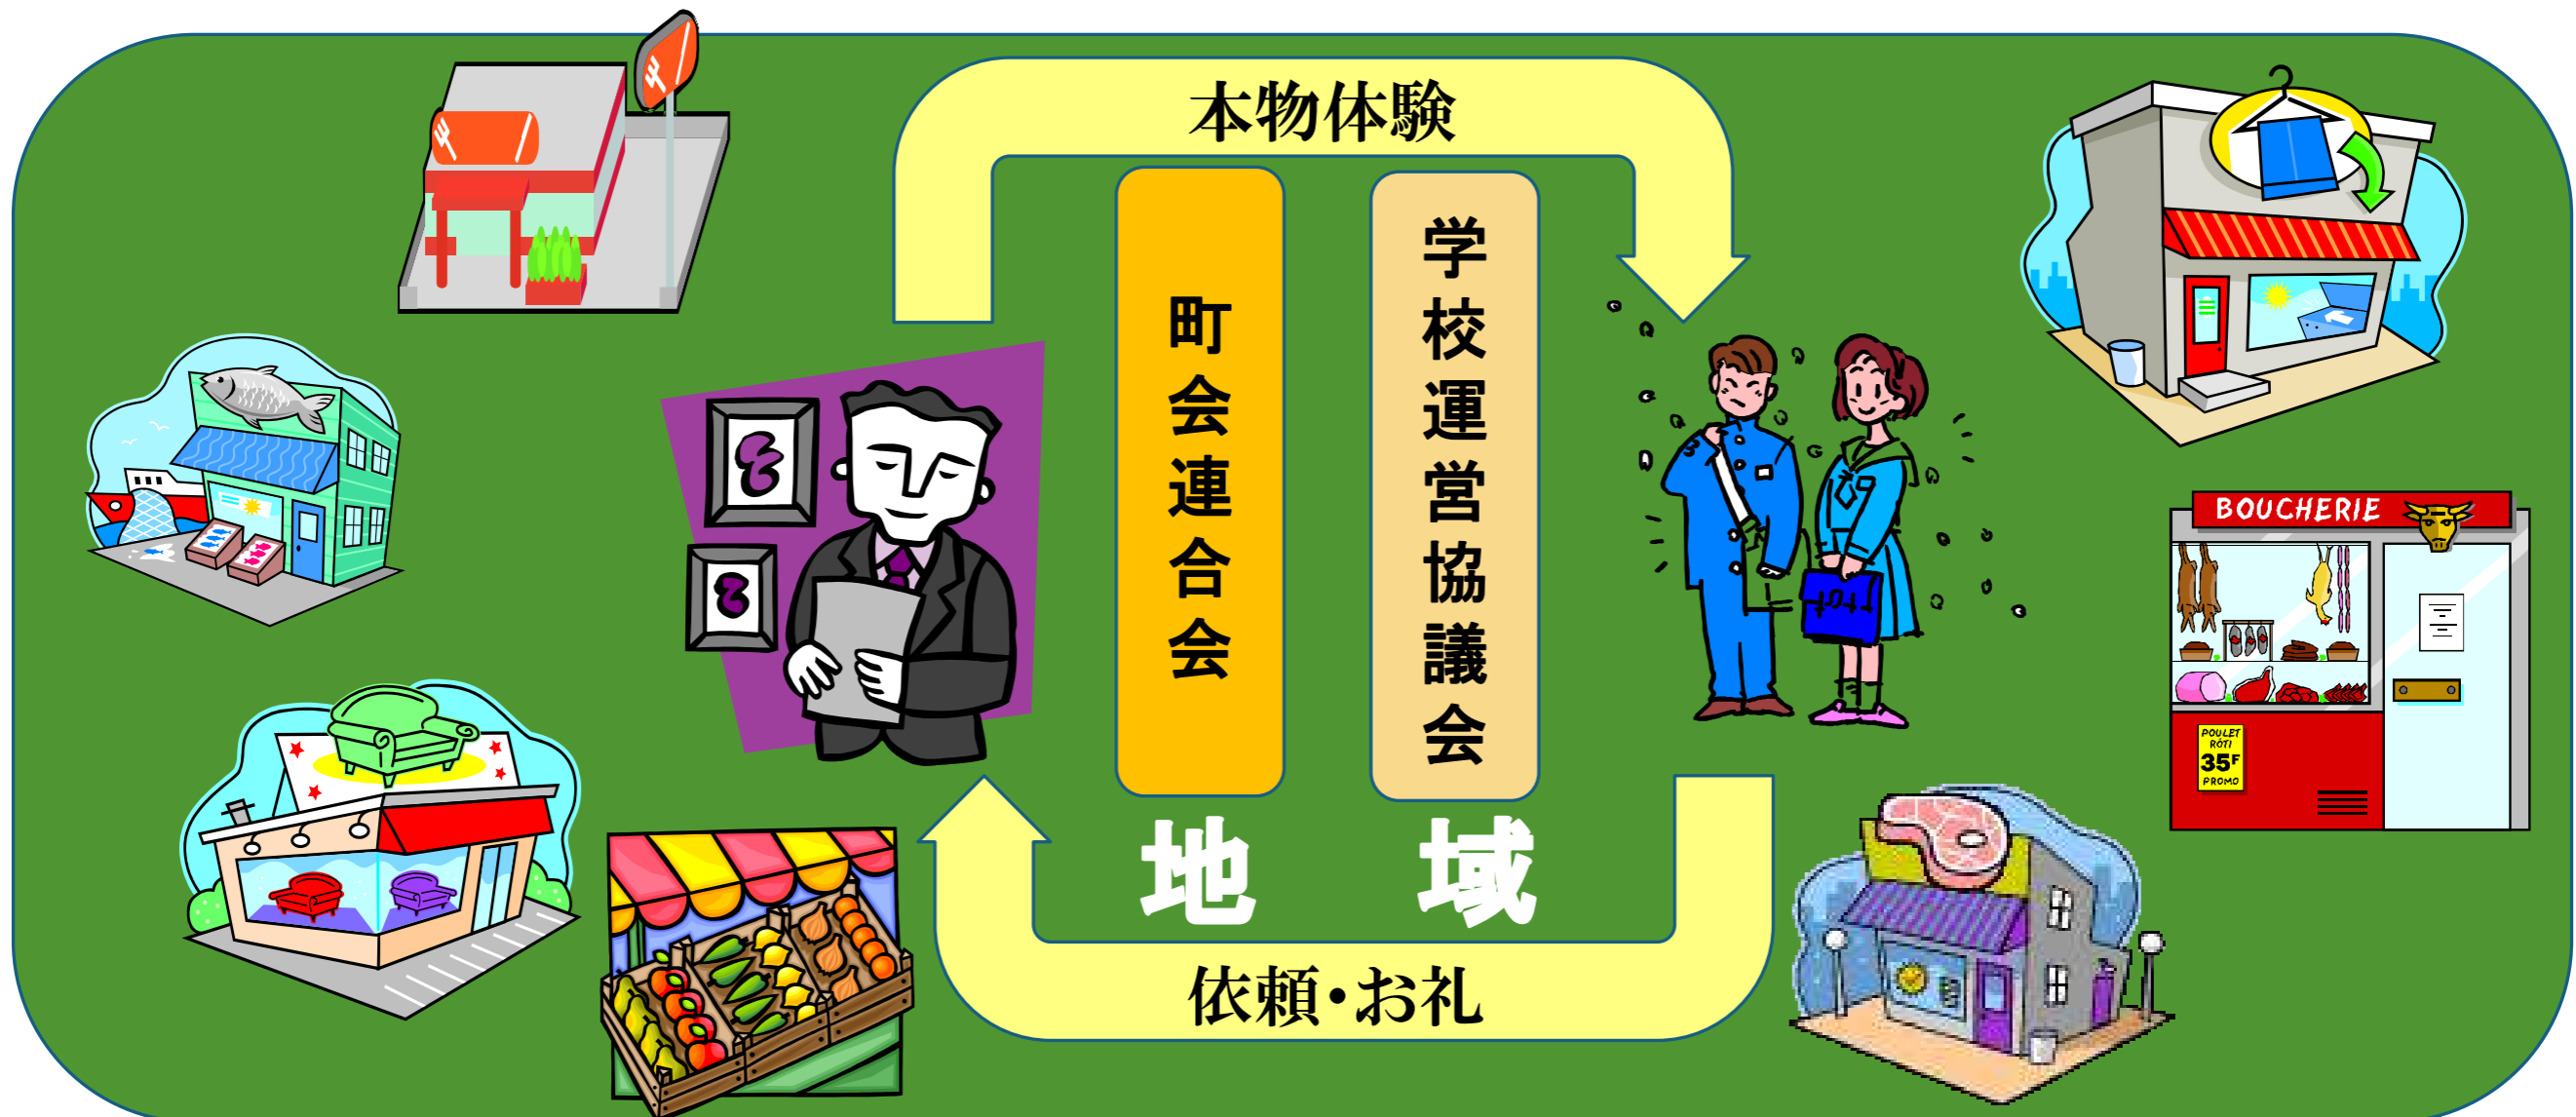 本物体験
町会連合会
学校運営協議会
BOUCHERIE
POULET
RÔTI
35F
PROMO
地域
依頼・お礼